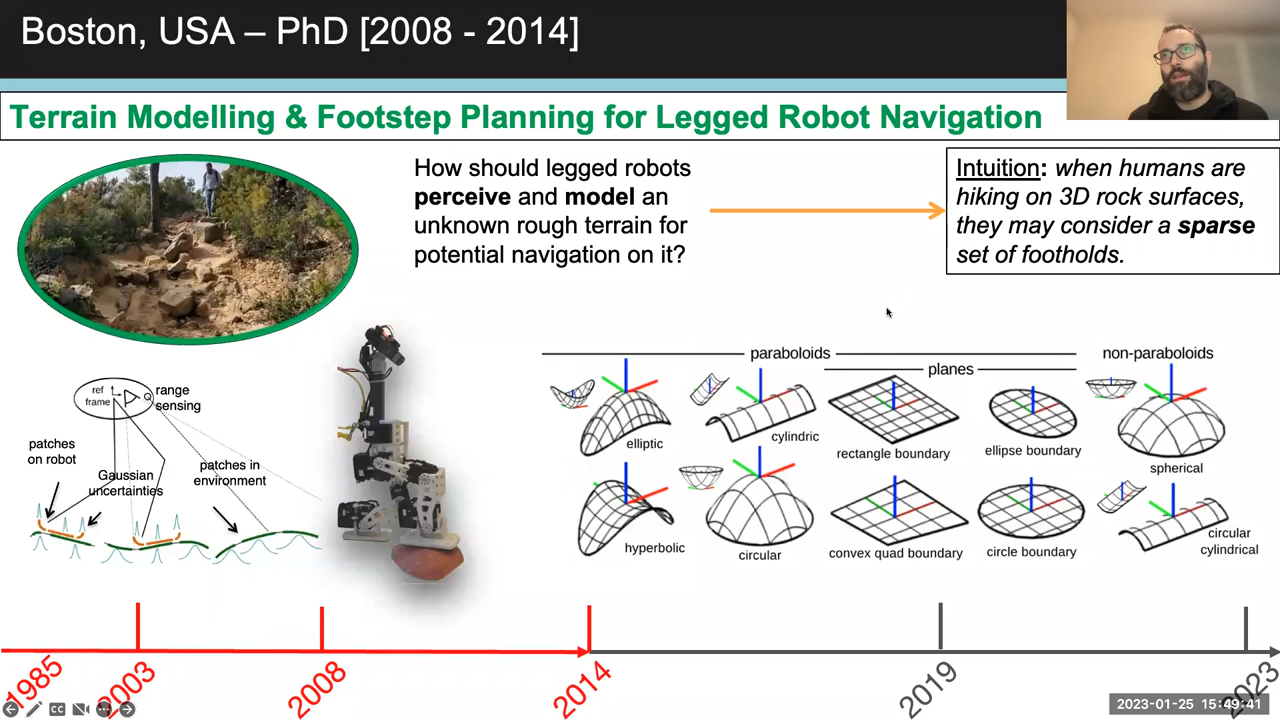 Boston, USA – PhD [2008 - 2014]
Terrain Modelling & Footstep Planning for Legged Robot Navigation
How should legged robots
perceive and model an
unknown rough terrain for
potential navigation on it?
Intuition: when humans are
hiking on 3D rock surfaces,
they may consider a sparse
set of footholds.
ref
frame
range
sensing
patches
on robot
Gaussian
uncertainties
patches in
environment
paraboloids
non-paraboloids
planes
elliptic
cylindric
rectangle boundary
ellipse boundary
spherical
hyperbolic
circular
convex quad boundary
circle boundary
circular
cylindrical
1985
2003
2008
2014
2019
2023
CC
2023-01-25 15:49:41